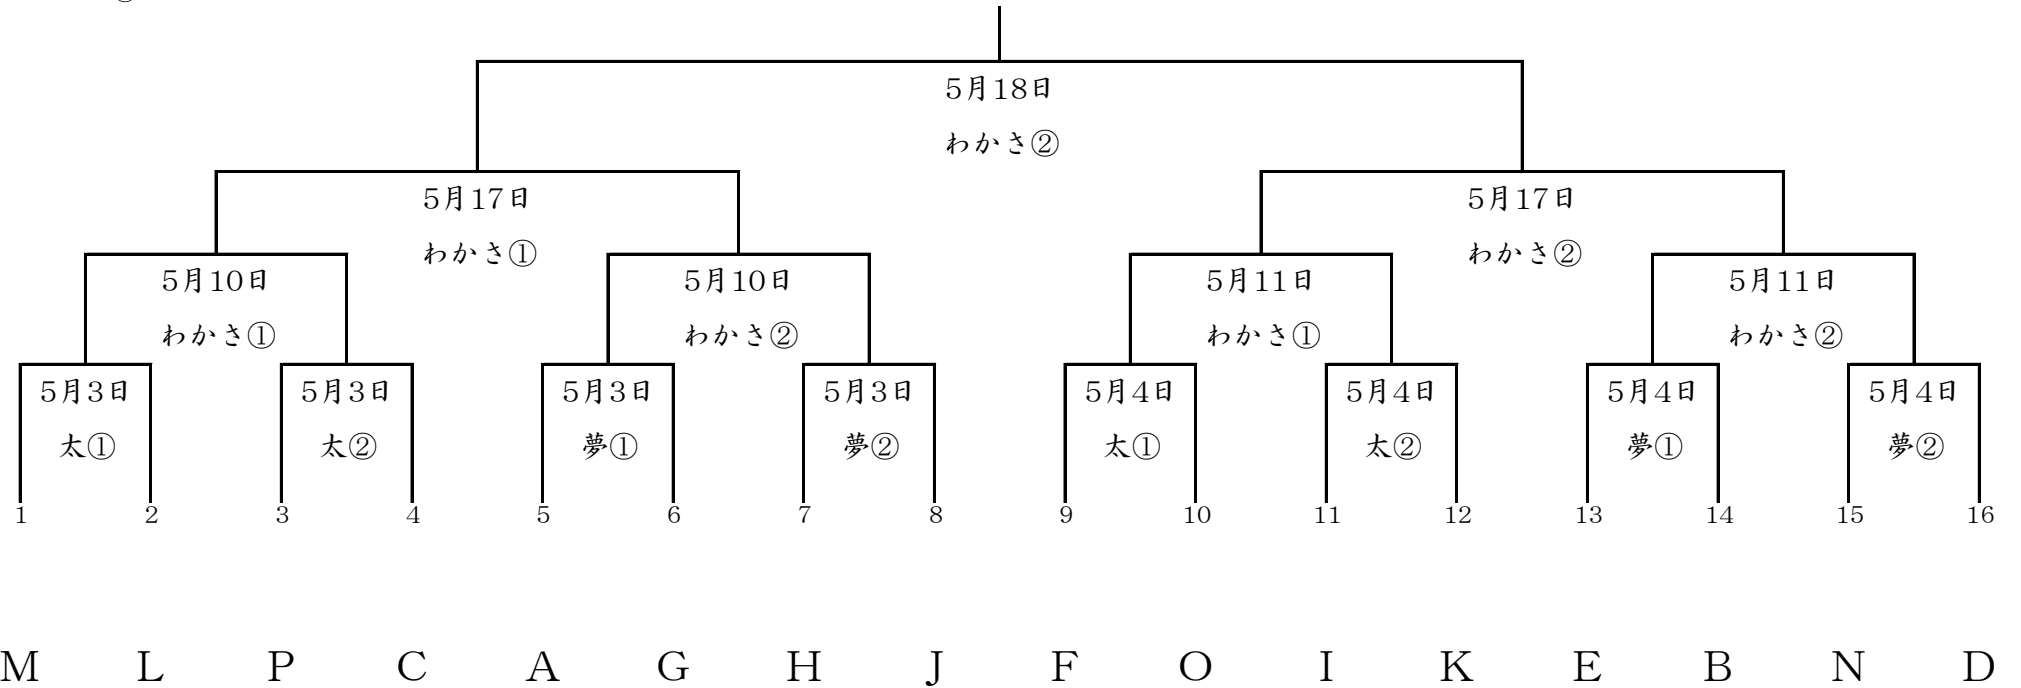 5月18日
わかさ②
5月17日 5月17日
わかさ① わかさ②
5月10日 5月10日 5月11日 5月11日
わかさ① わかさ② わかさ① わかさ②
5月3日 5月3日 5月3日 5月3日 5月4日 5月4日 5月4日 5月4日
太① 太② 夢① 夢② 太① 太② 夢① 夢②
1 2 3 4 5 6 7 8 9 10 11 12 13 14 15 16
M L P C A G H J F O I K E B N D